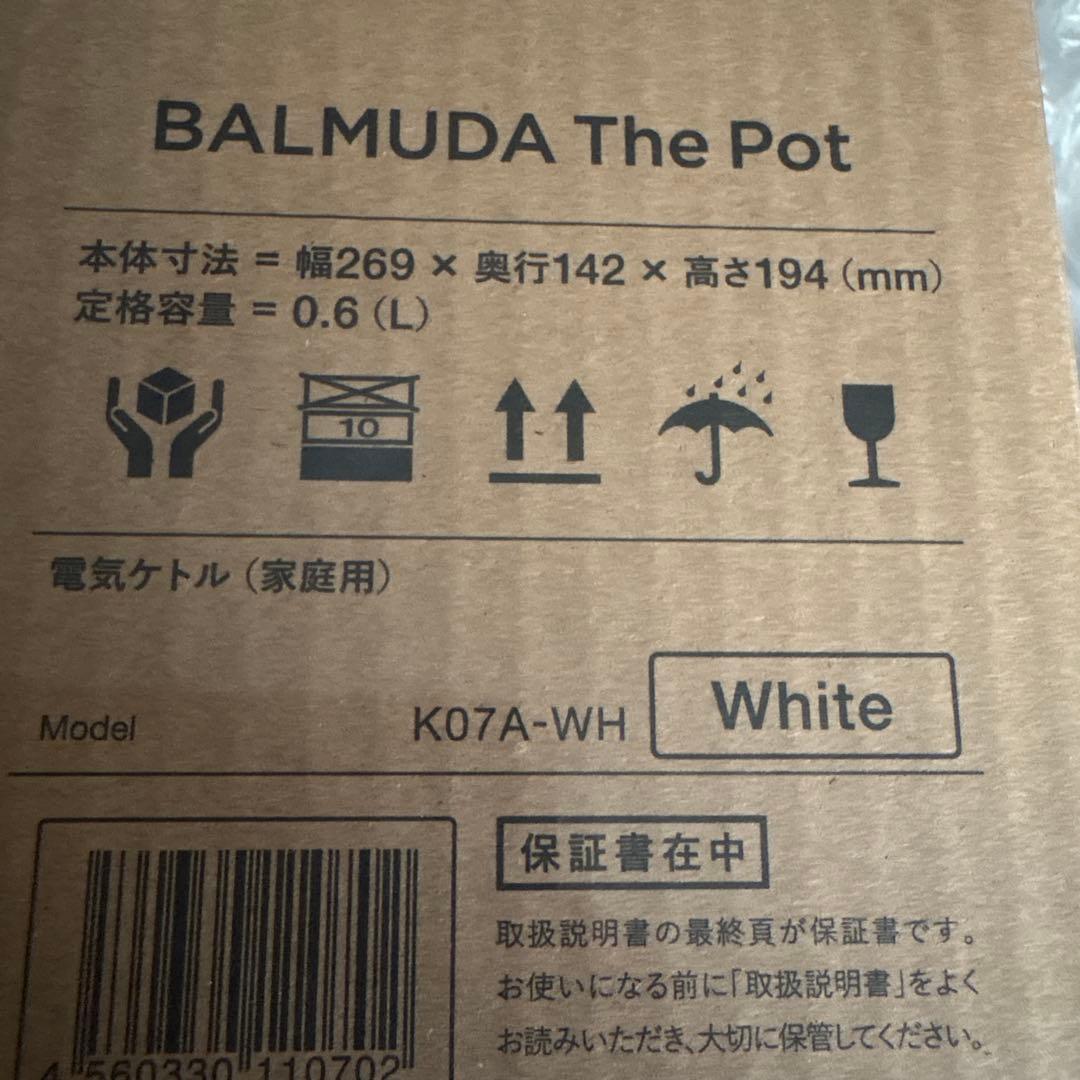 BALMUDA The Pot
本体寸法 = 幅269 × 奥行142 × 高さ194（mm）
定格容量 = 0.6（L）
10
電気ケトル（家庭用）
Model K07A-WH White
保証書在中
取扱説明書の最終頁が保証書です。
お使いになる前に「取扱説明書」をよく
お読みいただき、大切に保管してください。
4 560330 110702